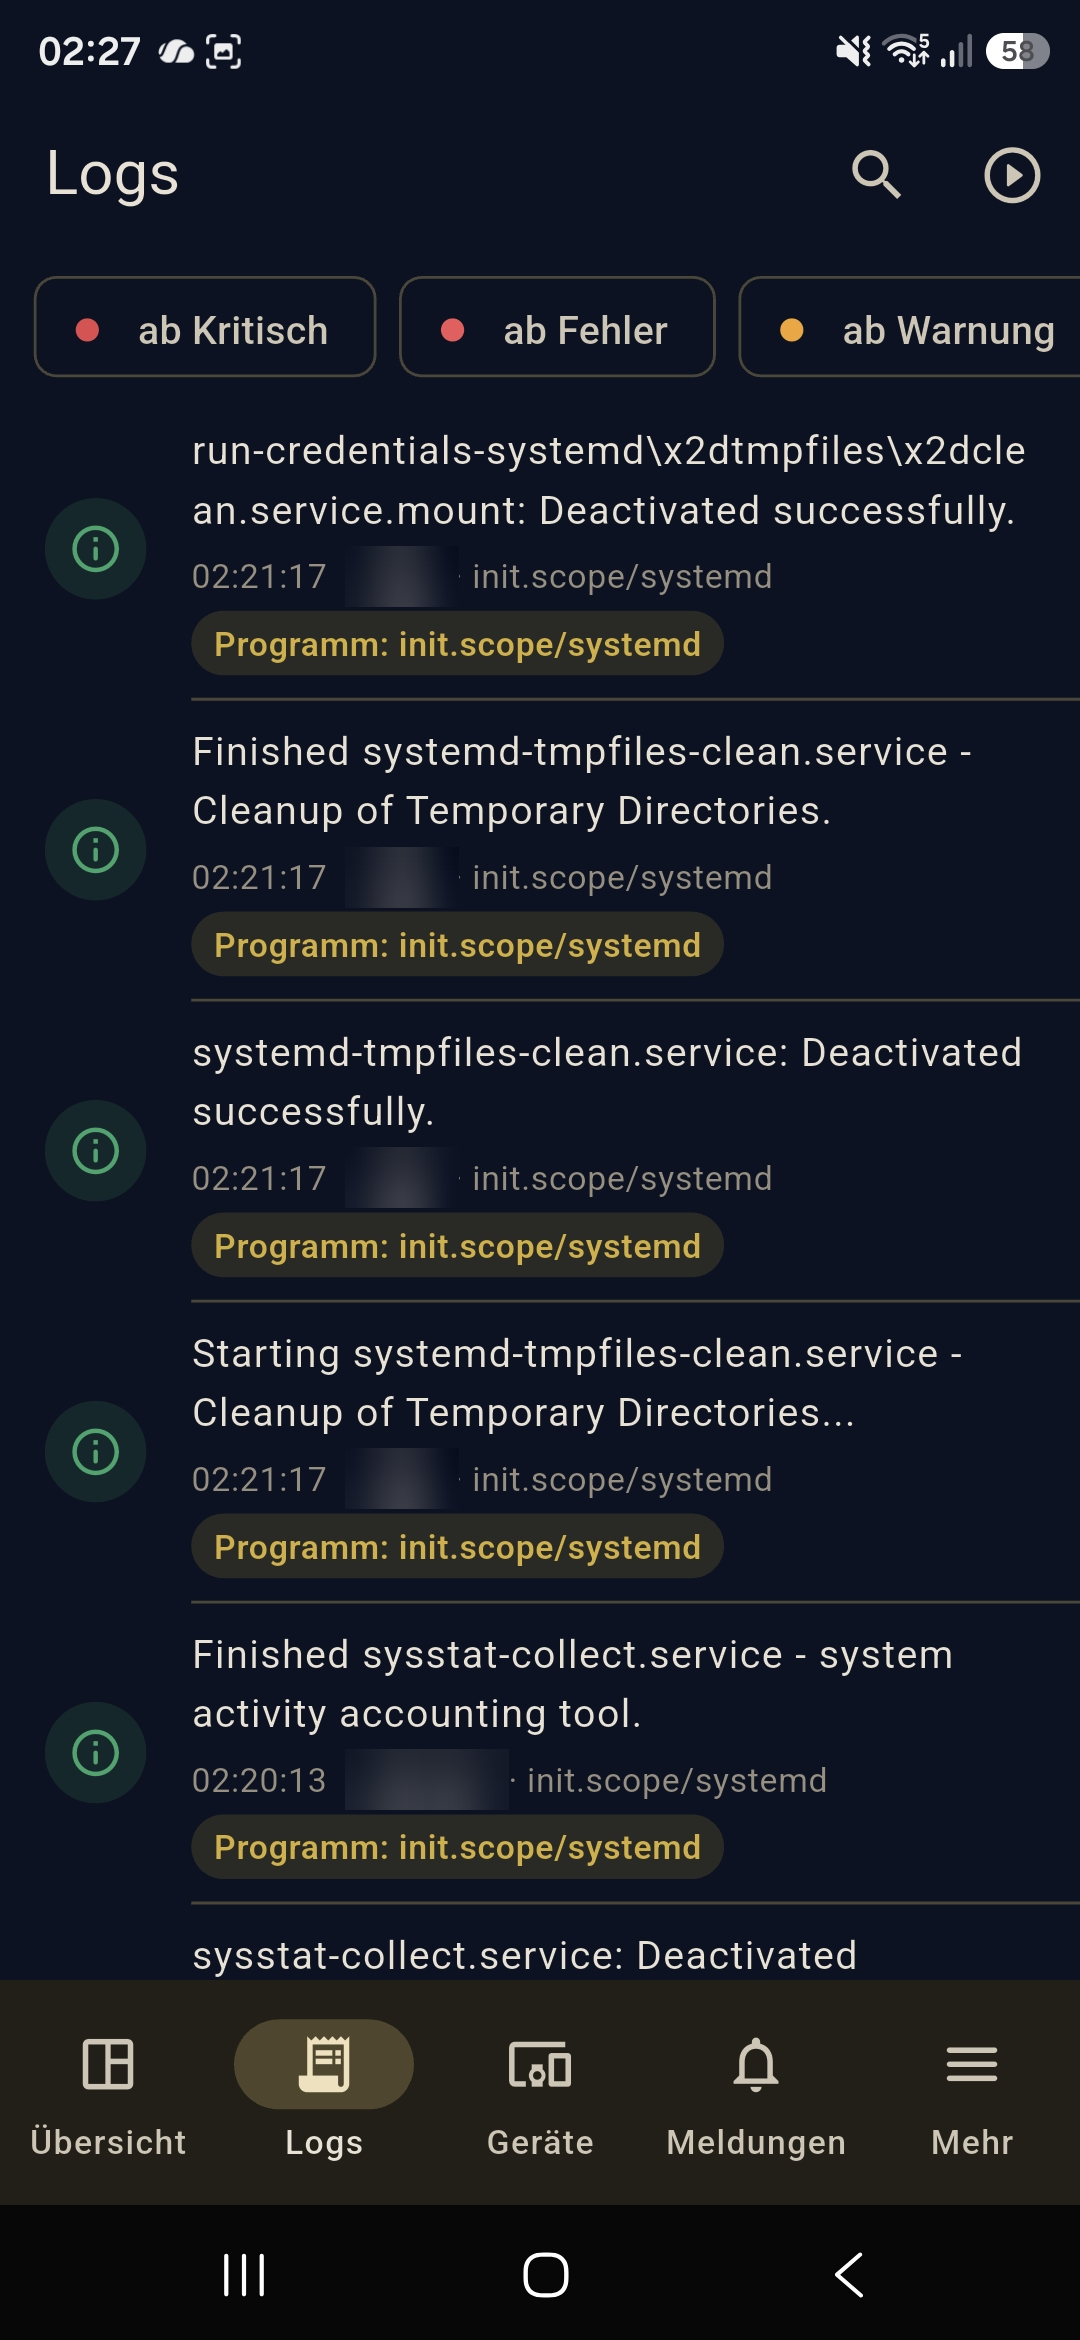 02:27
5
58
Logs
ab Kritisch
ab Fehler
ab Warnung
run-credentials-systemd\x2dtmpfiles\x2dcle
an.service.mount: Deactivated successfully.
02:21:17 · init.scope/systemd
Programm: init.scope/systemd
Finished systemd-tmpfiles-clean.service -
Cleanup of Temporary Directories.
02:21:17 · init.scope/systemd
Programm: init.scope/systemd
systemd-tmpfiles-clean.service: Deactivated
successfully.
02:21:17 · init.scope/systemd
Programm: init.scope/systemd
Starting systemd-tmpfiles-clean.service -
Cleanup of Temporary Directories...
02:21:17 · init.scope/systemd
Programm: init.scope/systemd
Finished sysstat-collect.service - system
activity accounting tool.
02:20:13 · init.scope/systemd
Programm: init.scope/systemd
sysstat-collect.service: Deactivated
Übersicht
Logs
Geräte
Meldungen
Mehr